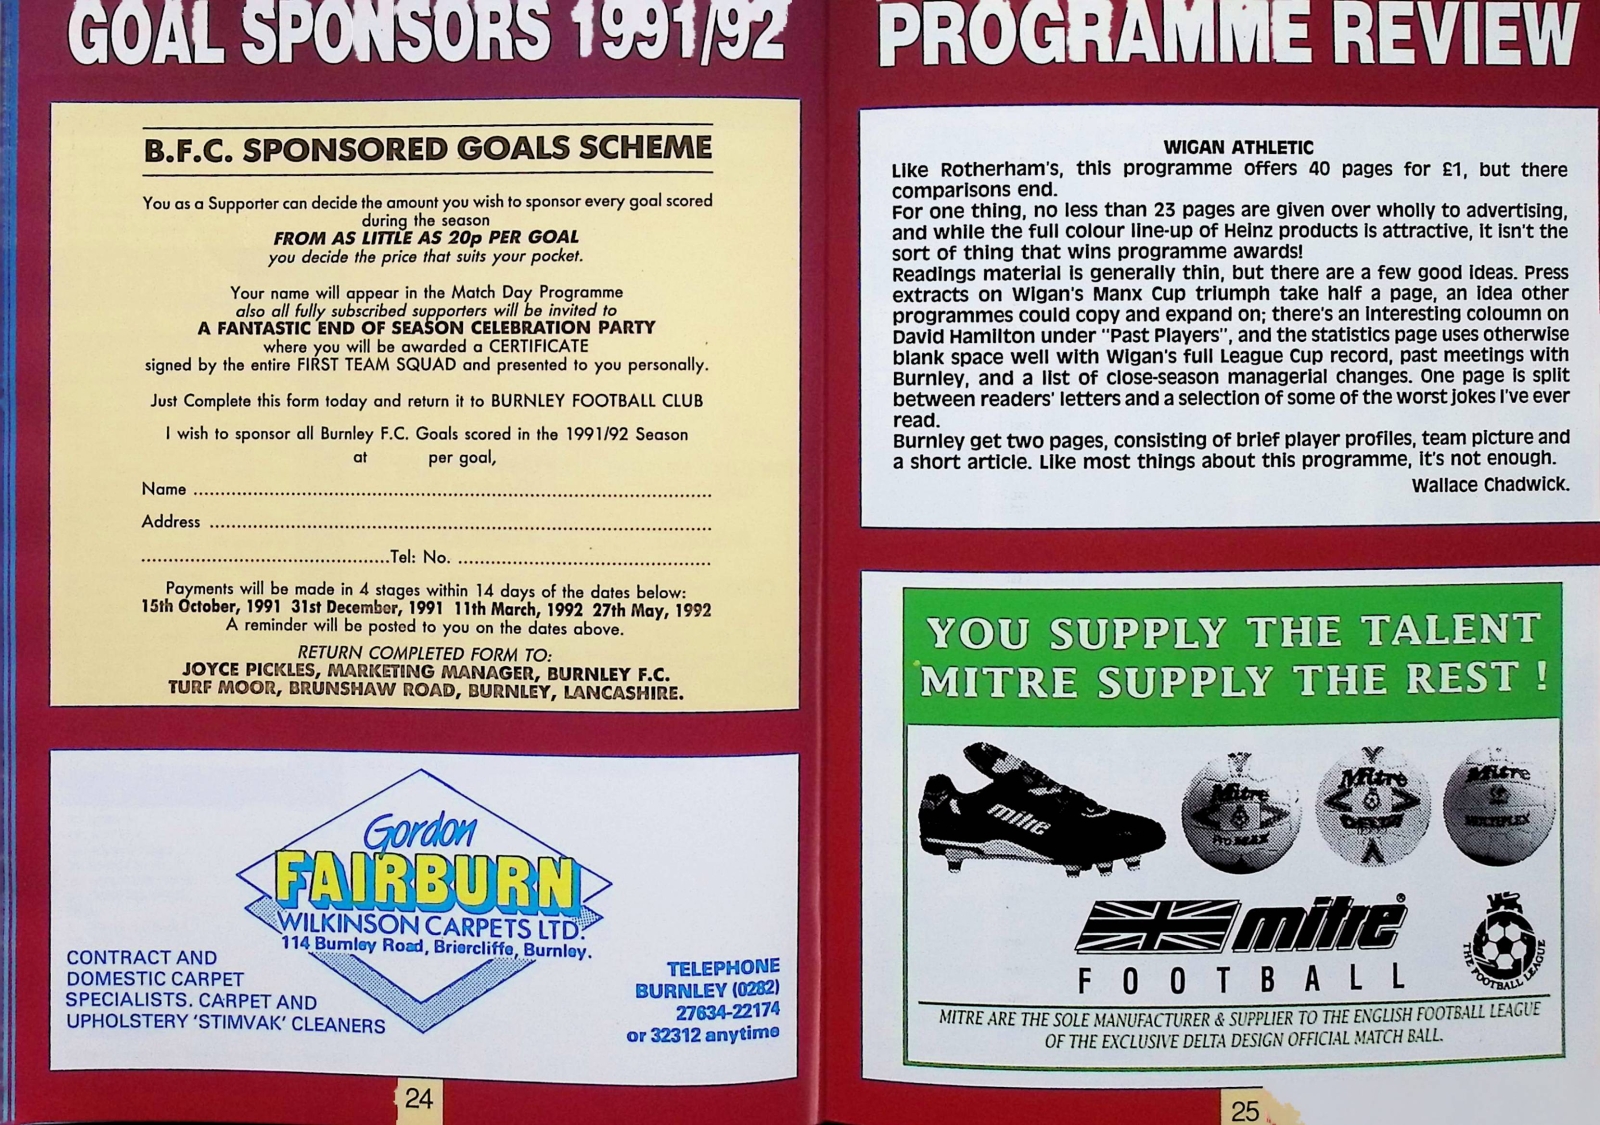 GOAL SPONSORS 1991/92
B.F.C. SPONSORED GOALS SCHEME
You as a Supporter can decide the amount you wish to sponsor every goal scored
during the season
FROM AS LITTLE AS 20p PER GOAL
you decide the price that suits your pocket.
Your name will appear in the Match Day Programme
also all fully subscribed supporters will be invited to
A FANTASTIC END OF SEASON CELEBRATION PARTY
where you will be awarded a CERTIFICATE
signed by the entire FIRST TEAM SQUAD and presented to you personally.
Just Complete this form today and return it to BURNLEY FOOTBALL CLUB
I wish to sponsor all Burnley F.C. Goals scored in the 1991/92 Season
at per goal,
Name ....................
Address ....................
....................Tel: No. ....................
Payments will be made in 4 stages within 14 days of the dates below:
15th October, 1991 31st December, 1991 11th March, 1992 27th May, 1992
A reminder will be posted to you on the dates above.
RETURN COMPLETED FORM TO:
JOYCE PICKLES, MARKETING MANAGER, BURNLEY F.C.
TURF MOOR, BRUNSHAW ROAD, BURNLEY, LANCASHIRE.
Gordon
FAIRBURN
WILKINSON CARPETS LTD.
114 Burnley Road, Briercliffe, Burnley.
CONTRACT AND
DOMESTIC CARPET
SPECIALISTS. CARPET AND
UPHOLSTERY 'STIMVAK' CLEANERS
TELEPHONE
BURNLEY (0282)
27634-22174
or 32312 anytime
24
PROGRAMME REVIEW
WIGAN ATHLETIC
Like Rotherham's, this programme offers 40 pages for £1, but there
comparisons end.
For one thing, no less than 23 pages are given over wholly to advertising,
and while the full colour line-up of Heinz products is attractive, it isn't the
sort of thing that wins programme awards!
Readings material is generally thin, but there are a few good ideas. Press
extracts on Wigan's Manx Cup triumph take half a page, an idea other
programmes could copy and expand on; there's an interesting coloumn on
David Hamilton under "Past Players", and the statistics page uses otherwise
blank space well with Wigan's full League Cup record, past meetings with
Burnley, and a list of close-season managerial changes. One page is split
between readers' letters and a selection of some of the worst jokes I've ever
read.
Burnley get two pages, consisting of brief player profiles, team picture and
a short article. Like most things about this programme, it's not enough.
Wallace Chadwick.
YOU SUPPLY THE TALENT
MITRE SUPPLY THE REST !
mitre
Mitre
PRO MAX
Mitre
DELTA
Mitre
MULTIPLEX
mitre®
FOOTBALL
THE FOOTBALL LEAGUE
MITRE ARE THE SOLE MANUFACTURER & SUPPLIER TO THE ENGLISH FOOTBALL LEAGUE
OF THE EXCLUSIVE DELTA DESIGN OFFICIAL MATCH BALL.
25